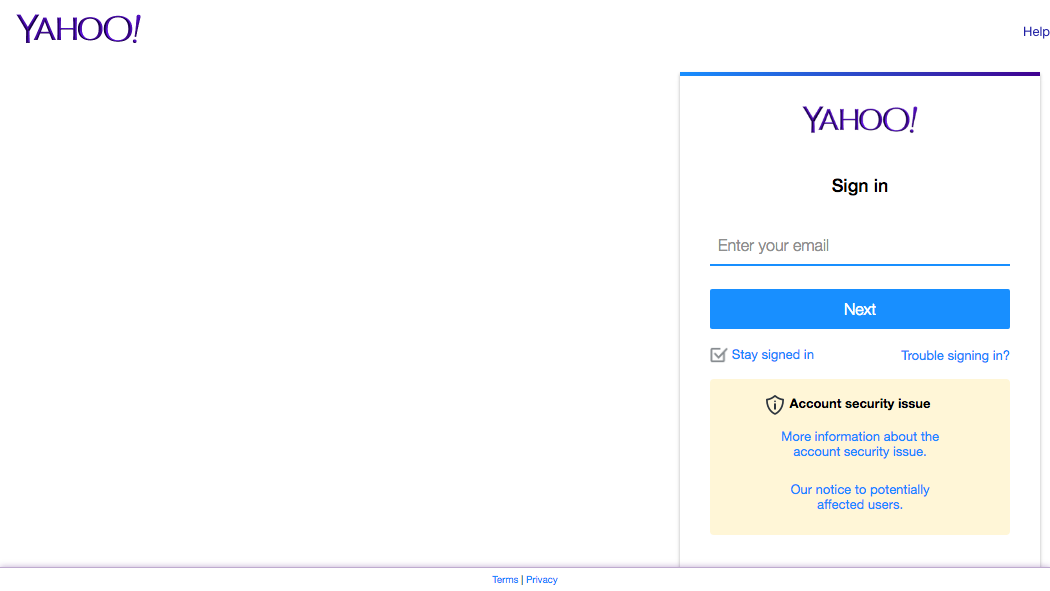 YAHOO!
Help
YAHOO!
Sign in
Enter your email
Next
Stay signed in
Trouble signing in?
Account security issue
More information about the
account security issue.
Our notice to potentially
affected users.
Terms | Privacy